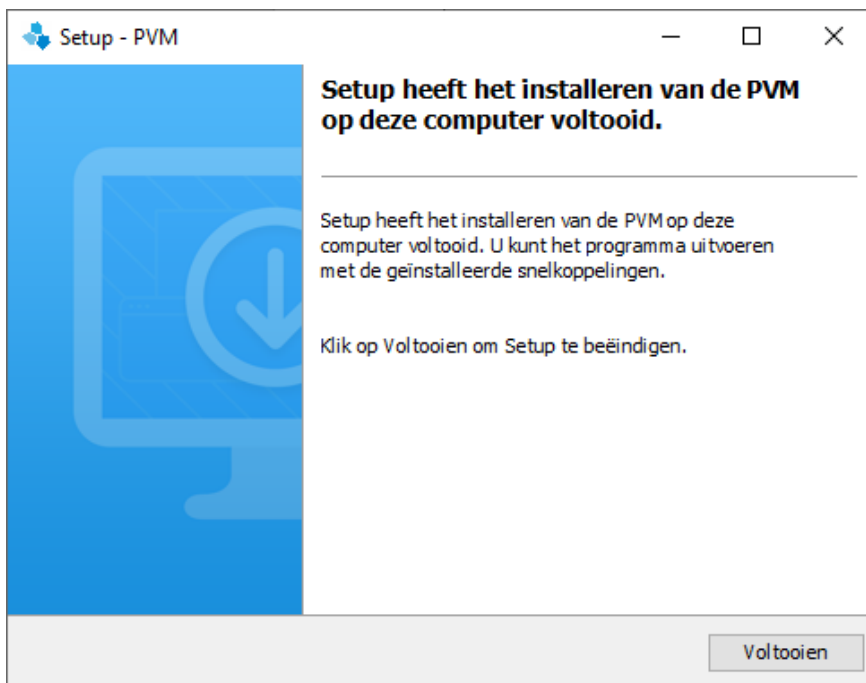 Setup - PVM
Setup heeft het installeren van de PVM
op deze computer voltooid.
Setup heeft het installeren van de PVM op deze
computer voltooid. U kunt het programma uitvoeren
met de geïnstalleerde snelkoppelingen.
Klik op Voltooien om Setup te beëindigen.
Voltooien